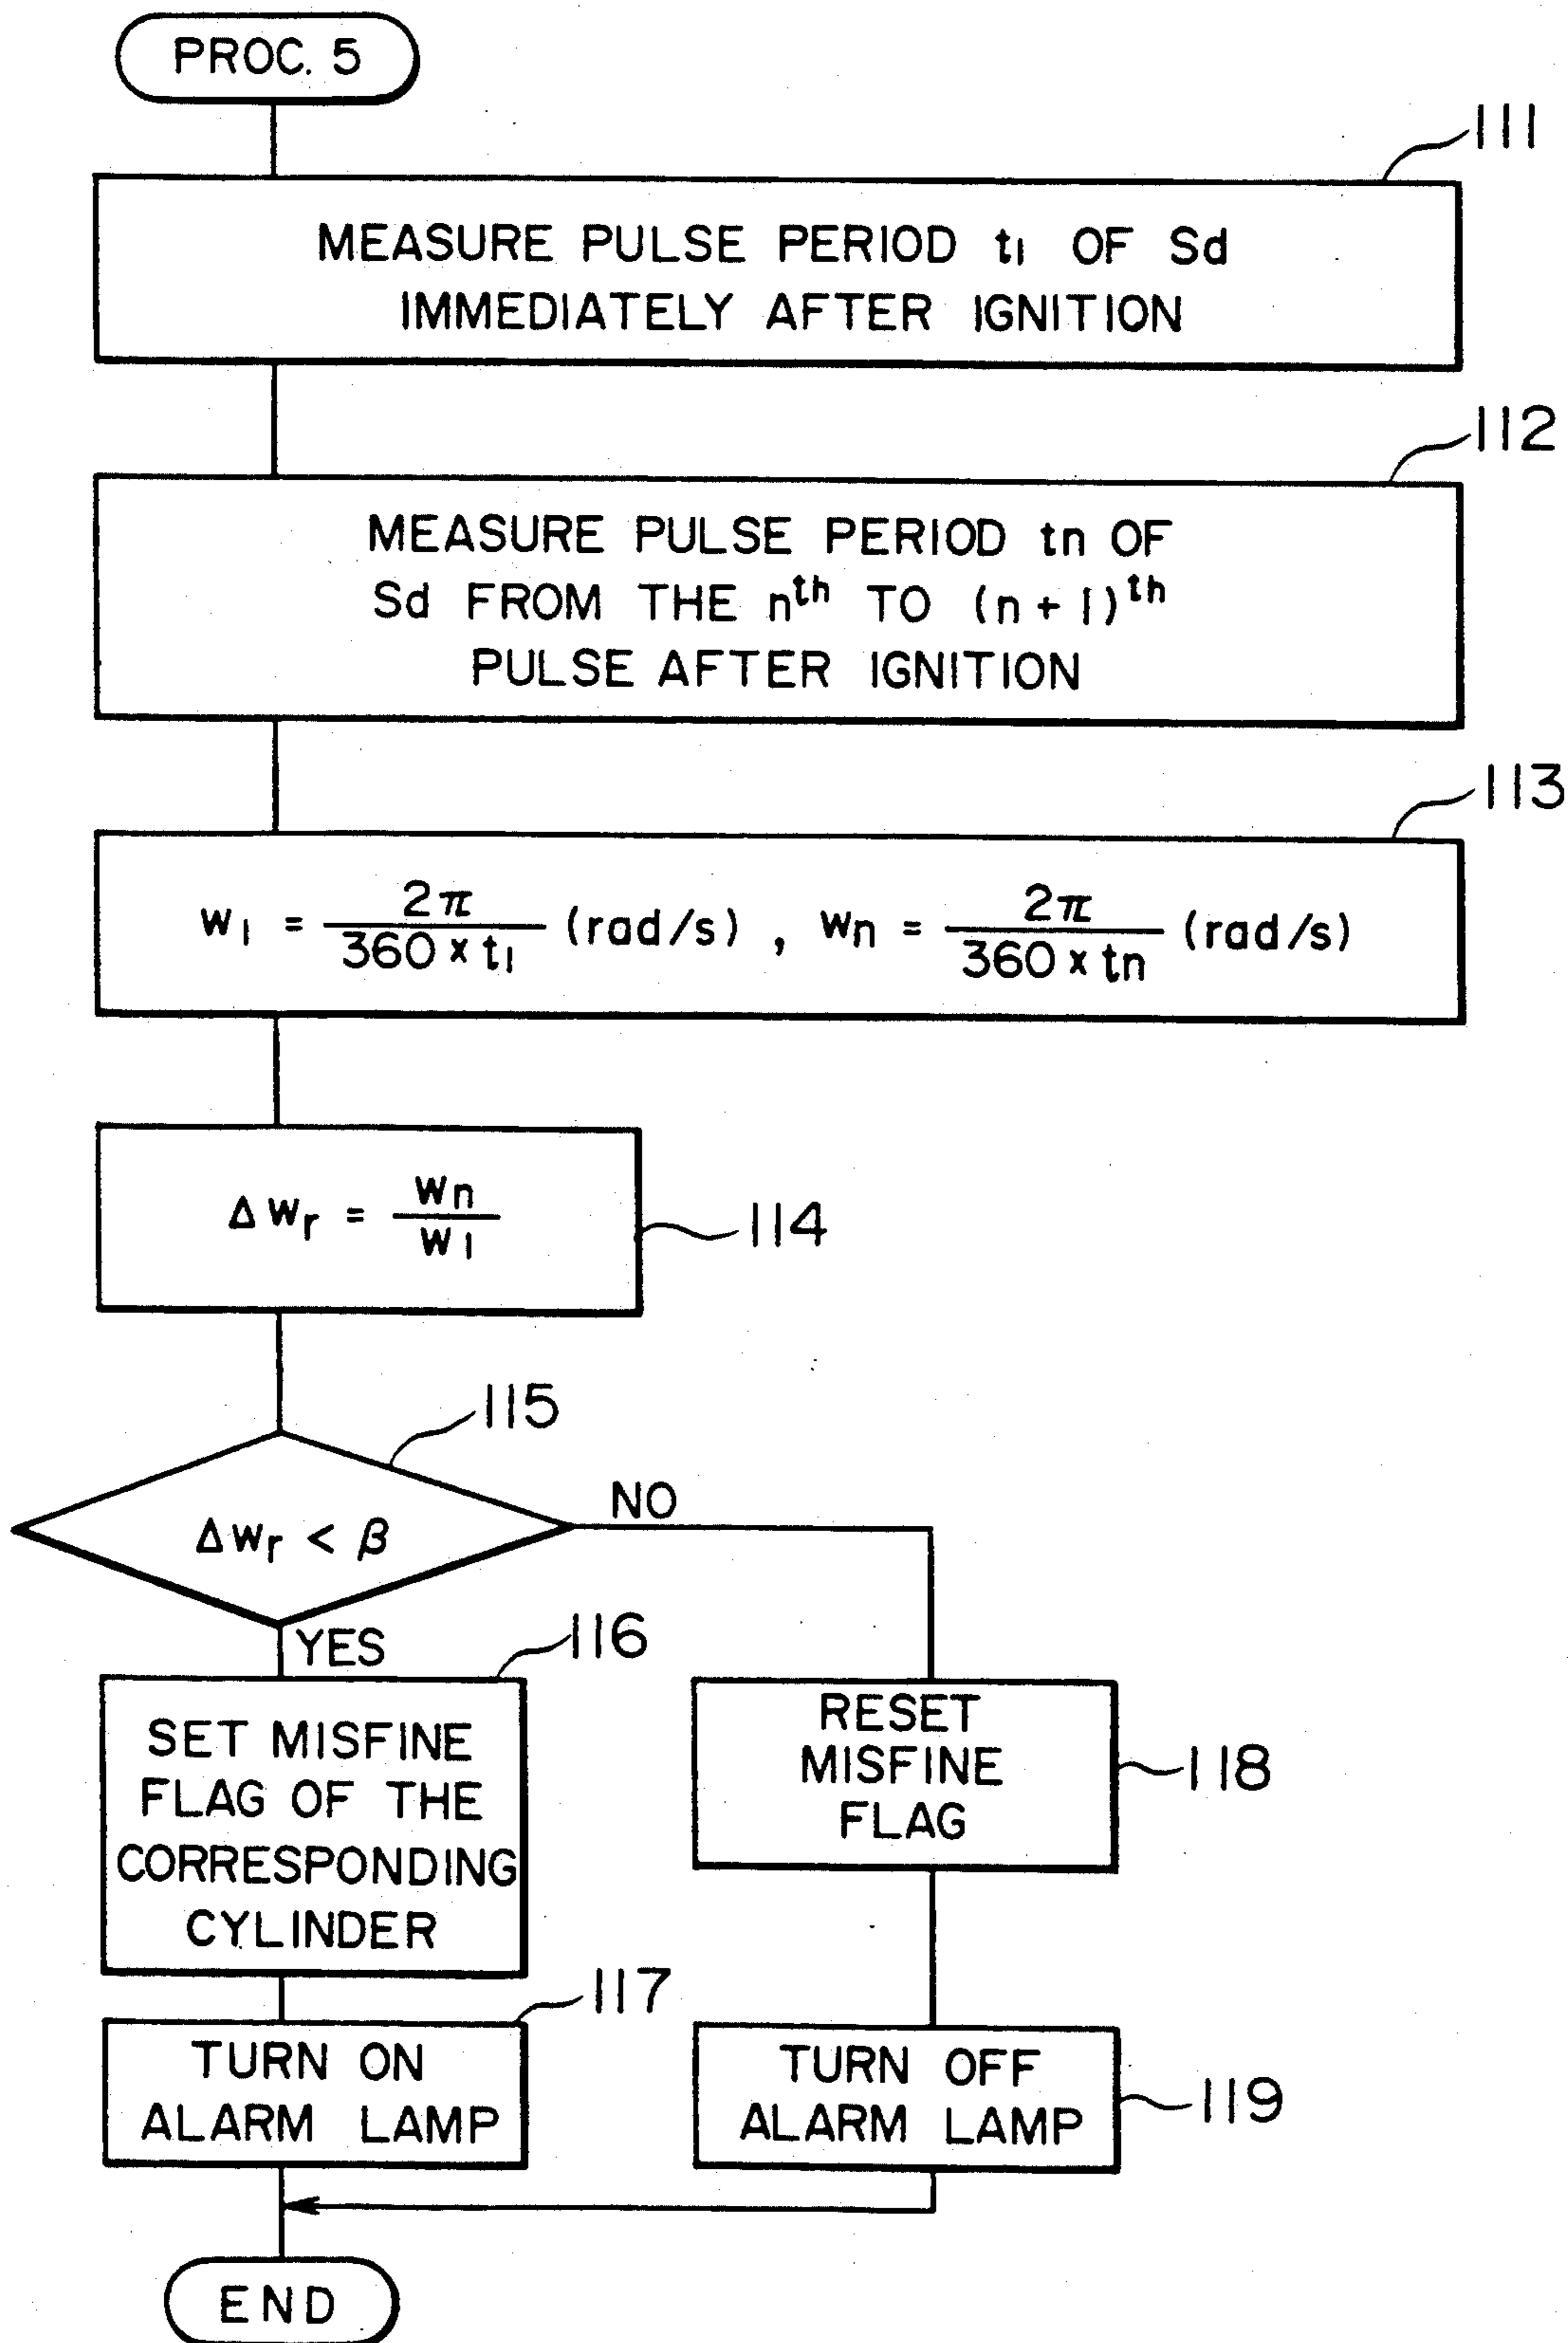 PROC. 5
111
MEASURE PULSE PERIOD t1 OF Sd
IMMEDIATELY AFTER IGNITION
112
MEASURE PULSE PERIOD tn OF
Sd FROM THE nth TO (n + 1)th
PULSE AFTER IGNITION
113
w1 = 2π / 360 × t1 (rad/s) , wn = 2π / 360 × tn (rad/s)
Δwr = wn / w1
114
115
Δwr < β
NO
YES
116
SET MISFINE
FLAG OF THE
CORRESPONDING
CYLINDER
RESET
MISFINE
FLAG
118
117
TURN ON
ALARM LAMP
TURN OFF
ALARM LAMP
119
END